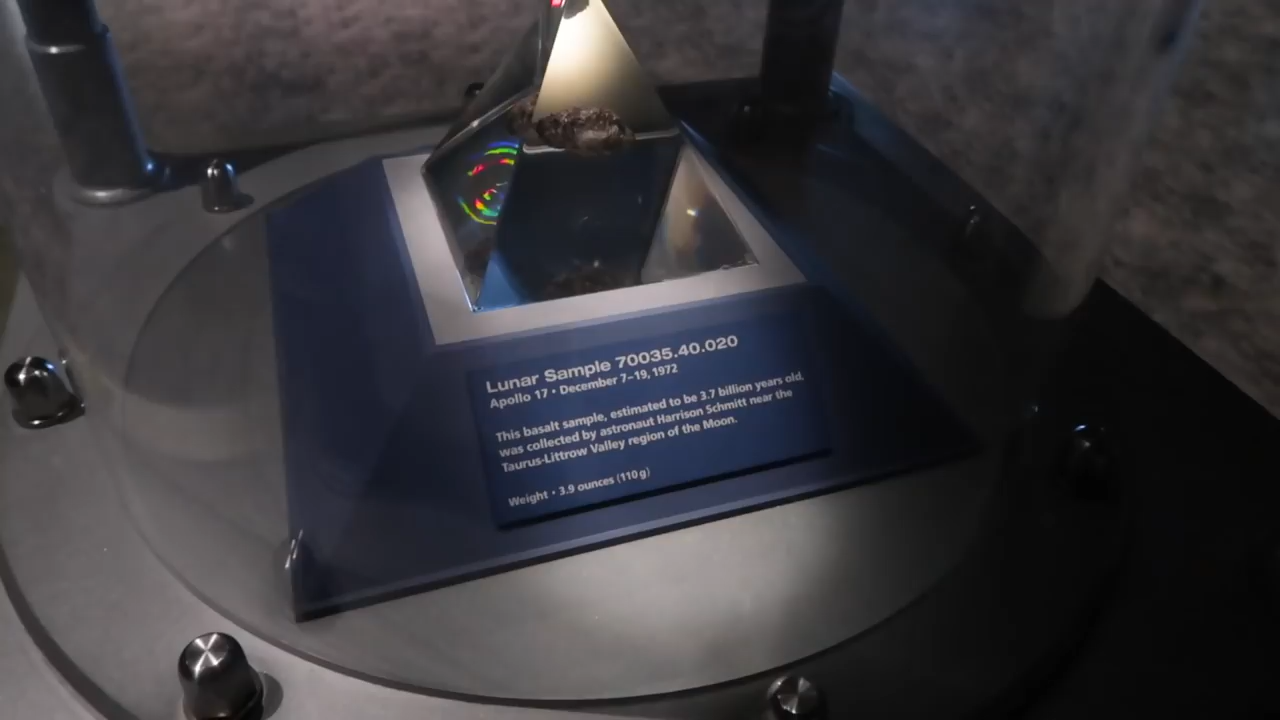 Lunar Sample 70035.40.020
Apollo 17 • December 7–19, 1972
This basalt sample, estimated to be 3.7 billion years old,
was collected by astronaut Harrison Schmitt near the
Taurus-Littrow Valley region of the Moon.
Weight • 3.9 ounces (110 g)